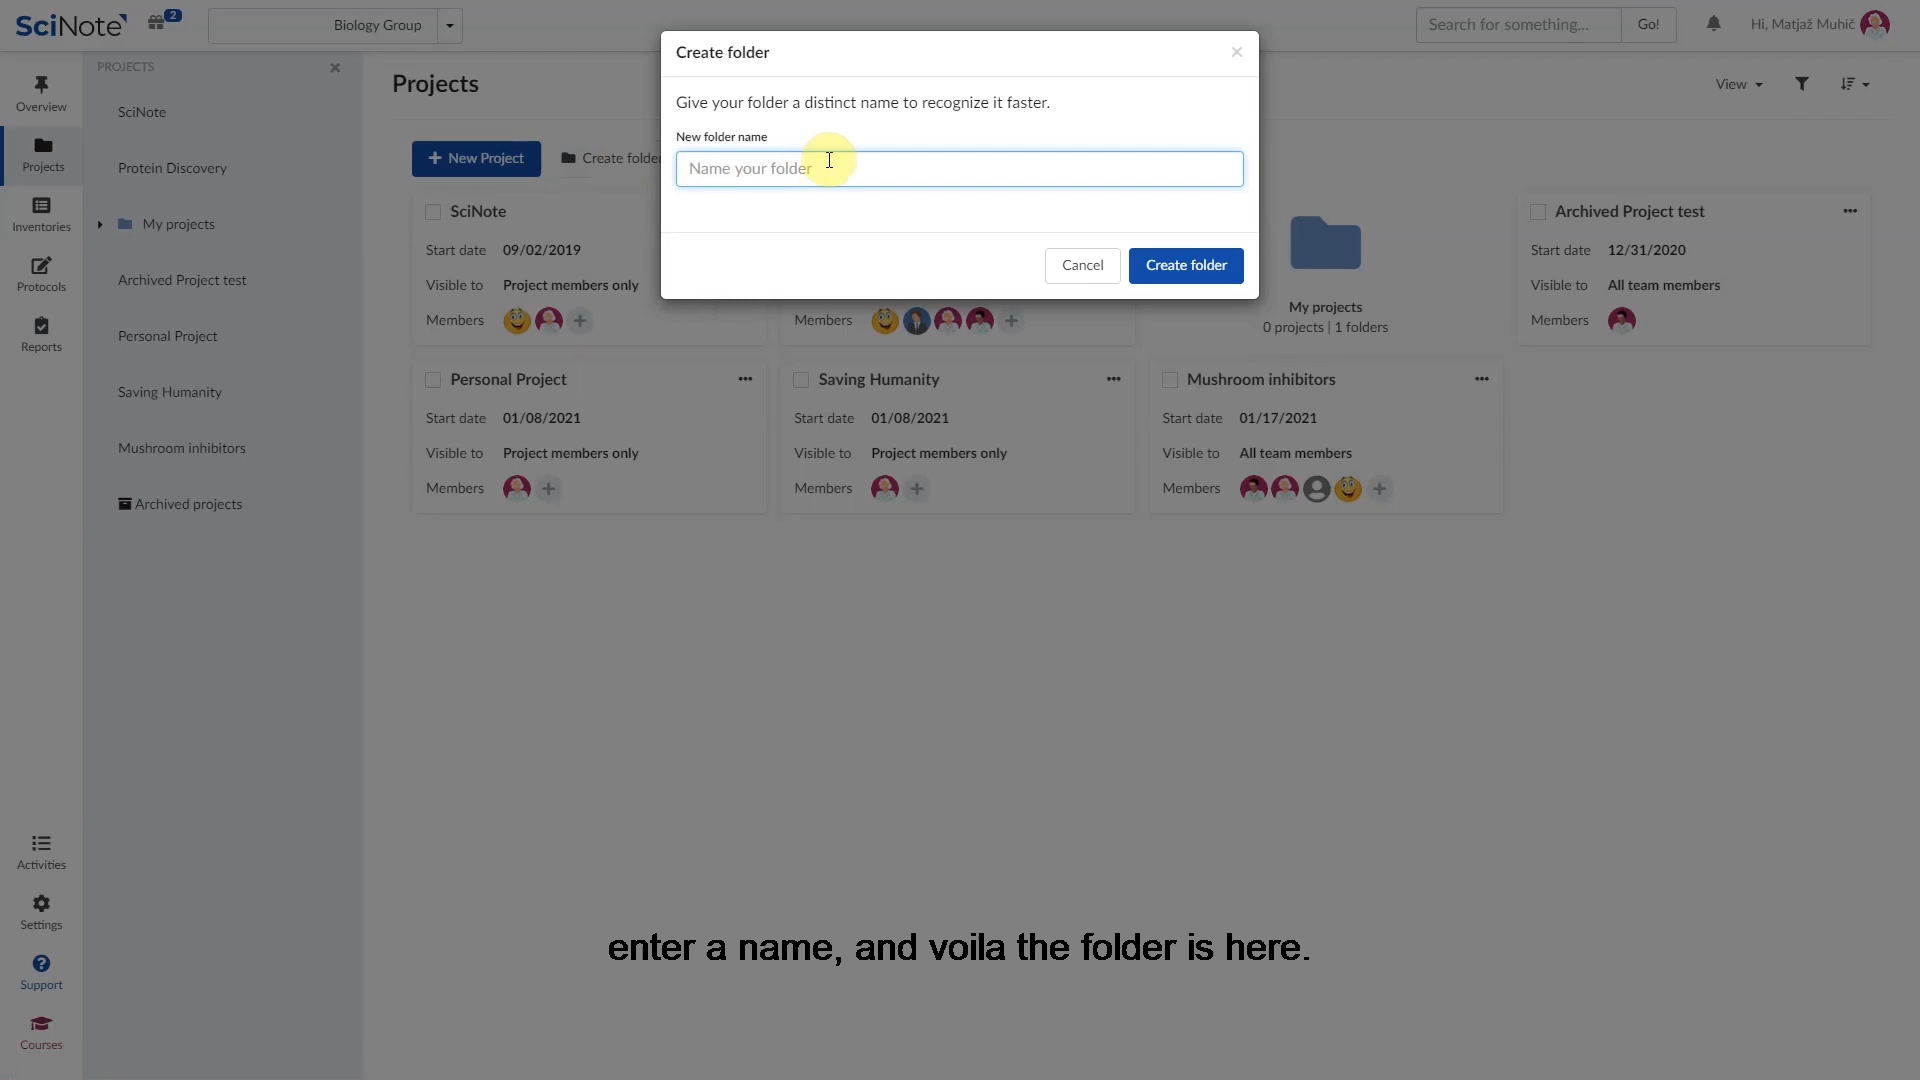 SciNote
2
Biology Group
Search for something...
Go!
Hi, Matjaž Muhič
Overview
Projects
Inventories
Protocols
Reports
Activities
Settings
Support
Courses
PROJECTS
SciNote
Protein Discovery
My projects
Archived Project test
Personal Project
Saving Humanity
Mushroom inhibitors
Archived projects
Projects
View
New Project
Create folder
Create folder
Give your folder a distinct name to recognize it faster.
New folder name
Name your folder
Cancel
Create folder
SciNote
Start date 09/02/2019
Visible to Project members only
Members
Members
My projects
0 projects | 1 folders
Archived Project test
Start date 12/31/2020
Visible to All team members
Members
Personal Project
Start date 01/08/2021
Visible to Project members only
Members
Saving Humanity
Start date 01/08/2021
Visible to Project members only
Members
Mushroom inhibitors
Start date 01/17/2021
Visible to All team members
Members
enter a name, and voila the folder is here.